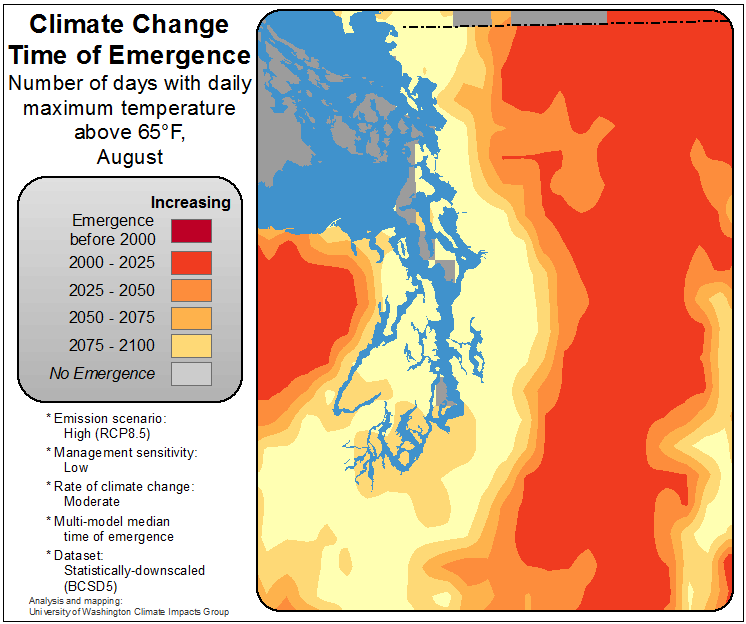 Climate Change
Time of Emergence
Number of days with daily
maximum temperature
above 65°F,
August
Increasing
Emergence
before 2000
2000 - 2025
2025 - 2050
2050 - 2075
2075 - 2100
No Emergence
* Emission scenario:
High (RCP8.5)
* Management sensitivity:
Low
* Rate of climate change:
Moderate
* Multi-model median
time of emergence
* Dataset:
Statistically-downscaled
(BCSD5)
Analysis and mapping:
University of Washington Climate Impacts Group